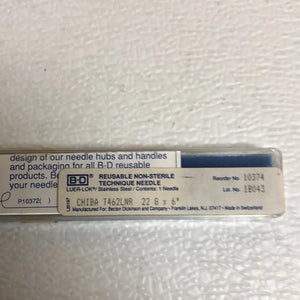 design of our needle hubs and handles
and packaging for all B-D reusable
products.
your needle
P10372( )
B-D
REUSABLE NON-STERILE
TECHNIQUE NEEDLE
LUER-LOK/ Stainless Steel / Contents: 1 Needle
Reorder No. 10374
Lot No. 1B043
CHIBA T462LNR 22 G x 6"
Manufactured For: Becton Dickinson and Company - Franklin Lakes, N.J. 07417 - Made in Switzerland